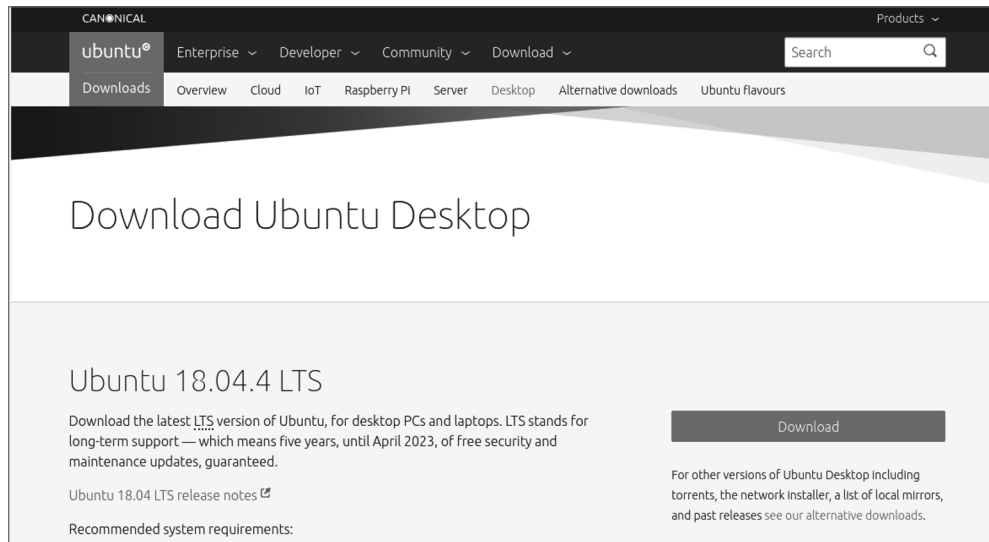 CANONICAL
Products
ubuntu®
Enterprise
Developer
Community
Download
Search
Downloads
Overview
Cloud
IoT
Raspberry Pi
Server
Desktop
Alternative downloads
Ubuntu flavours
Download Ubuntu Desktop
Ubuntu 18.04.4 LTS
Download the latest LTS version of Ubuntu, for desktop PCs and laptops. LTS stands for
long-term support — which means five years, until April 2023, of free security and
maintenance updates, guaranteed.
Ubuntu 18.04 LTS release notes
Recommended system requirements:
Download
For other versions of Ubuntu Desktop including
torrents, the network installer, a list of local mirrors,
and past releases see our alternative downloads.